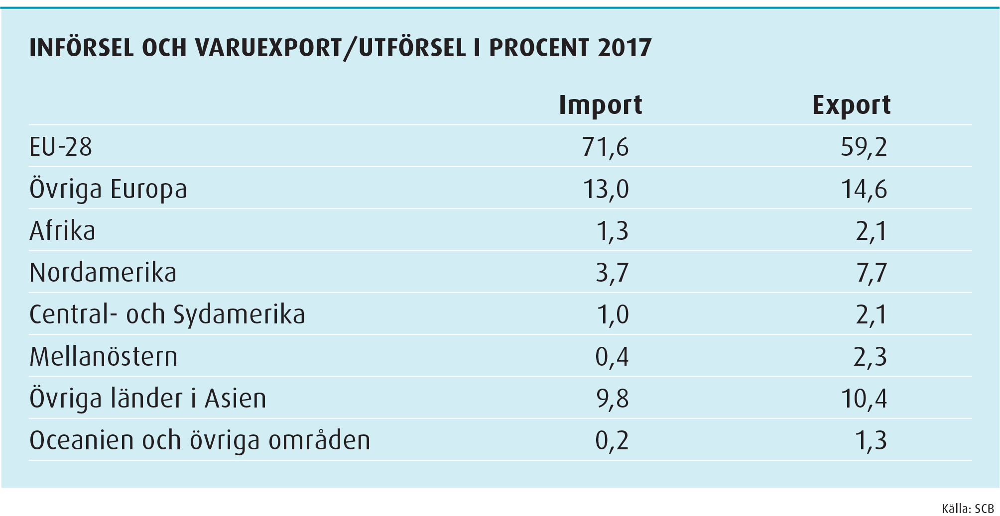 INFÖRSEL OCH VARUEXPORT/UTFÖRSEL I PROCENT 2017
Import Export
EU-28 71,6 59,2
Övriga Europa 13,0 14,6
Afrika 1,3 2,1
Nordamerika 3,7 7,7
Central- och Sydamerika 1,0 2,1
Mellanöstern 0,4 2,3
Övriga länder i Asien 9,8 10,4
Oceanien och övriga områden 0,2 1,3
Källa: SCB